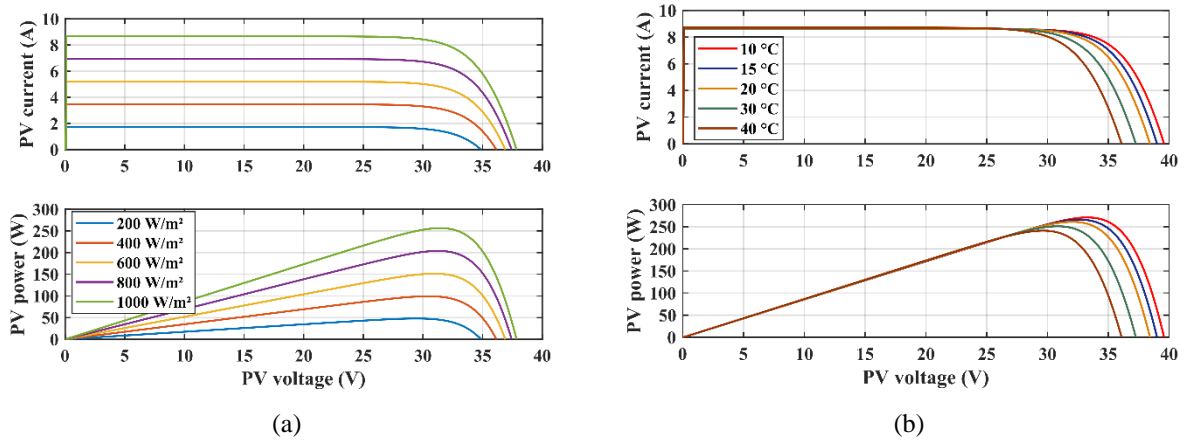 PV current (A)
10
8
6
4
2
0
0 5 10 15 20 25 30 35 40
PV power (W)
300
250
200
150
100
50
0
200 W/m²
400 W/m²
600 W/m²
800 W/m²
1000 W/m²
0 5 10 15 20 25 30 35 40
PV voltage (V)
(a)
PV current (A)
10
8
6
4
2
0
10 °C
15 °C
20 °C
30 °C
40 °C
0 5 10 15 20 25 30 35 40
PV power (W)
300
250
200
150
100
50
0
0 5 10 15 20 25 30 35 40
PV voltage (V)
(b)